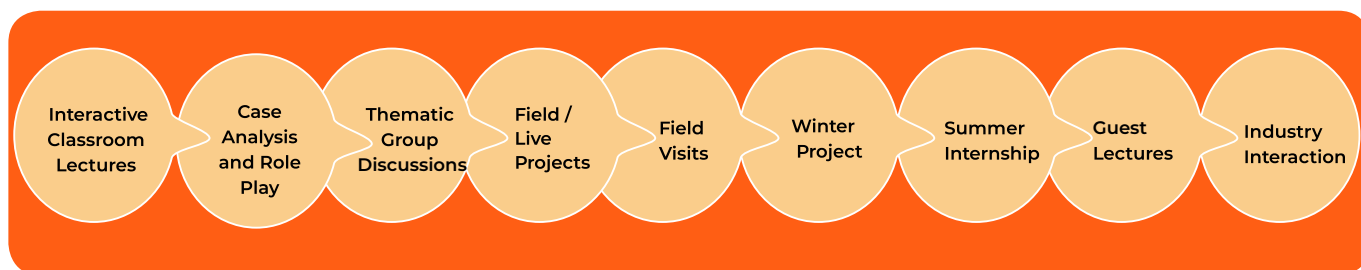 Interactive
Classroom
Lectures
Case
Analysis
and Role
Play
Thematic
Group
Discussions
Field /
Live
Projects
Field
Visits
Winter
Project
Summer
Internship
Guest
Lectures
Industry
Interaction